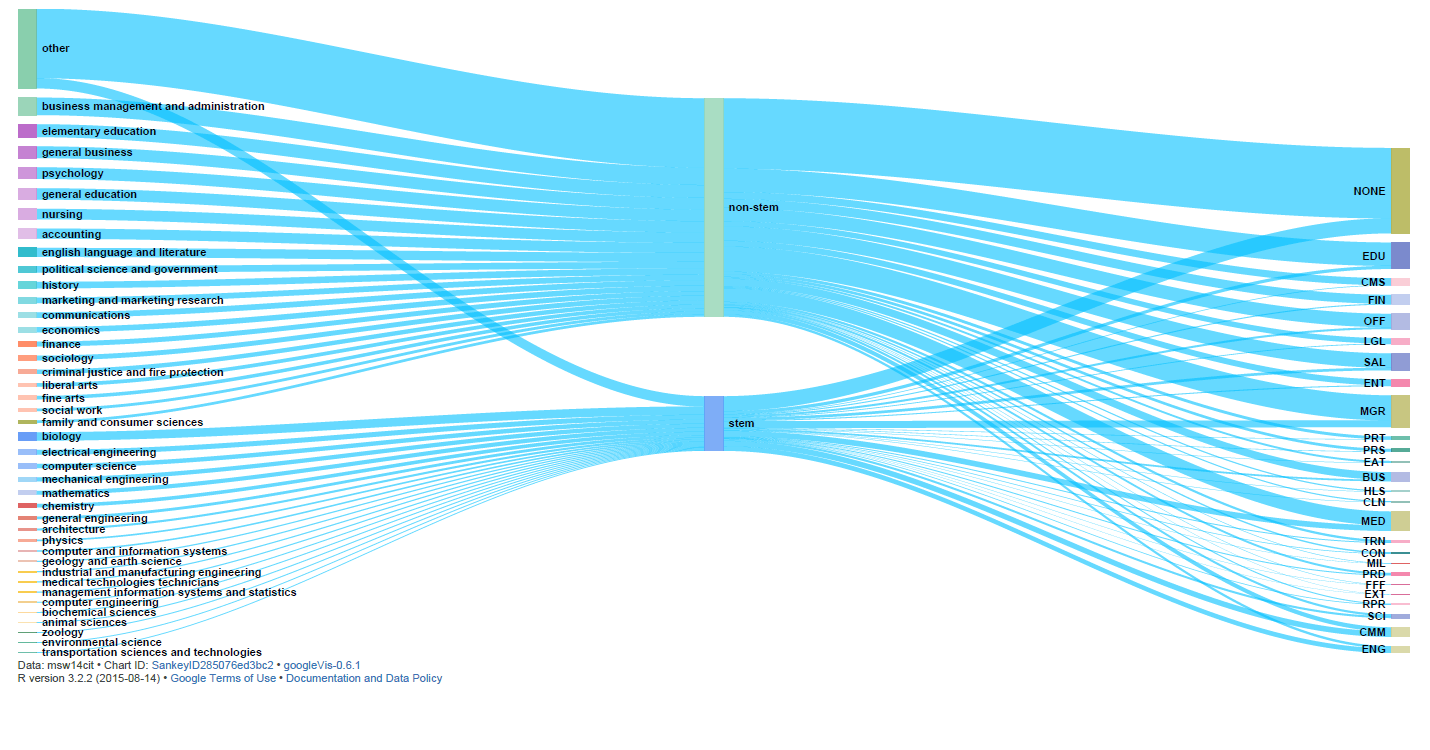 other
business management and administration
elementary education
general business
psychology
general education
nursing
accounting
english language and literature
political science and government
history
marketing and marketing research
communications
economics
finance
sociology
criminal justice and fire protection
liberal arts
fine arts
social work
family and consumer sciences
biology
electrical engineering
computer science
mechanical engineering
mathematics
chemistry
general engineering
architecture
physics
computer and information systems
geology and earth science
industrial and manufacturing engineering
medical technologies technicians
management information systems and statistics
computer engineering
biochemical sciences
animal sciences
zoology
environmental science
transportation sciences and technologies
non-stem
stem
NONE
EDU
CMS
FIN
OFF
LGL
SAL
ENT
MGR
PRT
PRS
EAT
BUS
HLS
CLN
MED
TRN
CON
MIL
PRD
FFF
EXT
RPR
SCI
CMM
ENG
Data: msw14cit • Chart ID: SankeyID285076ed3bc2 • googleVis-0.6.1
R version 3.2.2 (2015-08-14) • Google Terms of Use • Documentation and Data Policy